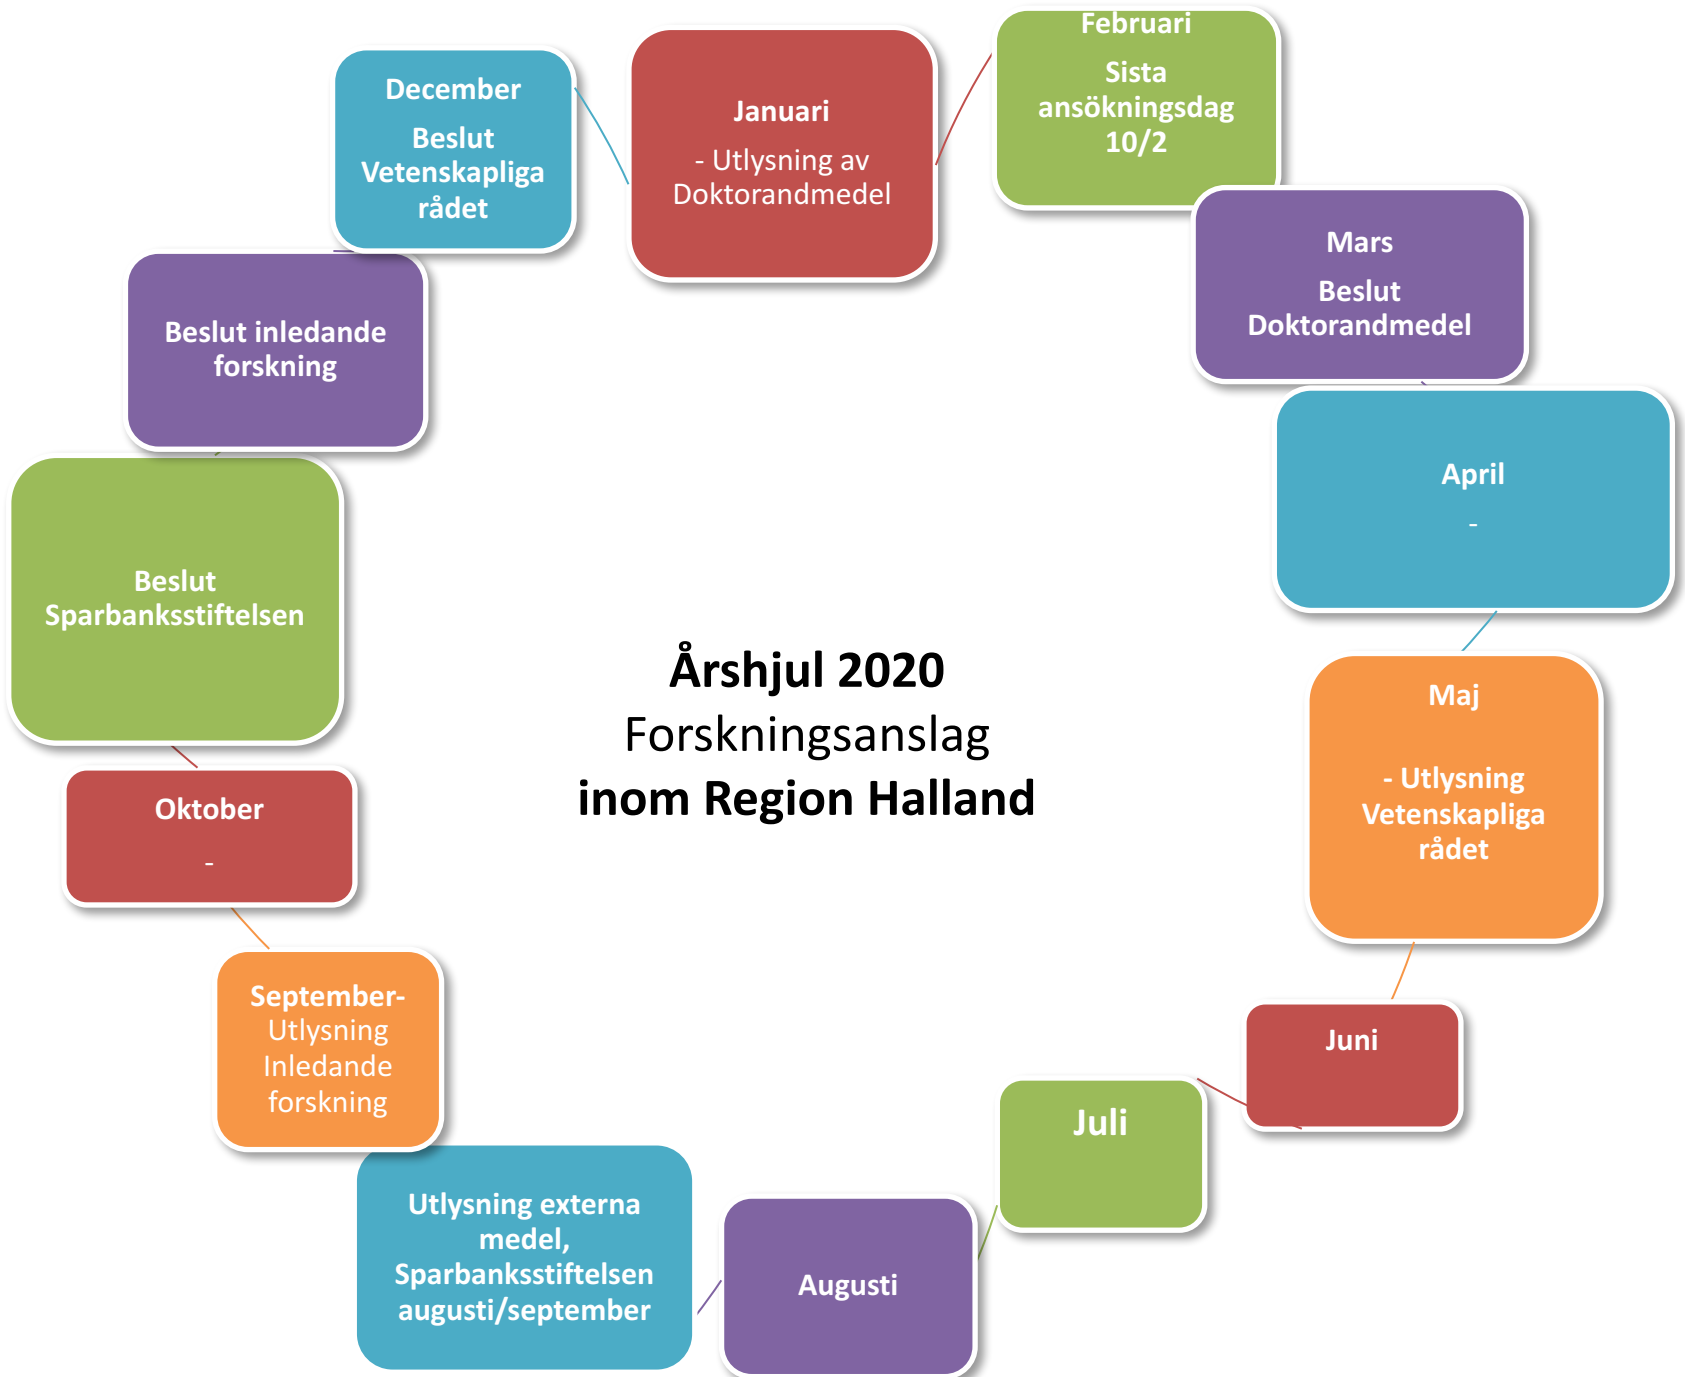 Årshjul 2020
Forskningsanslag
inom Region Halland
Januari
- Utlysning av
Doktorandmedel
Februari
Sista
ansökningsdag
10/2
Mars
Beslut
Doktorandmedel
April
-
Maj
- Utlysning
Vetenskapliga
rådet
Juni
Juli
Augusti
Utlysning externa
medel,
Sparbanksstiftelsen
augusti/september
September-
Utlysning
Inledande
forskning
Oktober
-
Beslut
Sparbanksstiftelsen
Beslut inledande
forskning
December
Beslut
Vetenskapliga
rådet